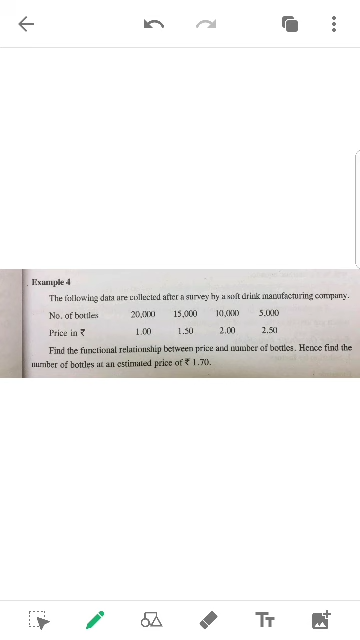 Example 4
The following data are collected after a survey by a soft drink manufacturing company.
No. of bottles 20,000 15,000 10,000 5,000
Price in ₹ 1.00 1.50 2.00 2.50
Find the functional relationship between price and number of bottles. Hence find the
number of bottles at an estimated price of ₹ 1.70.
TT